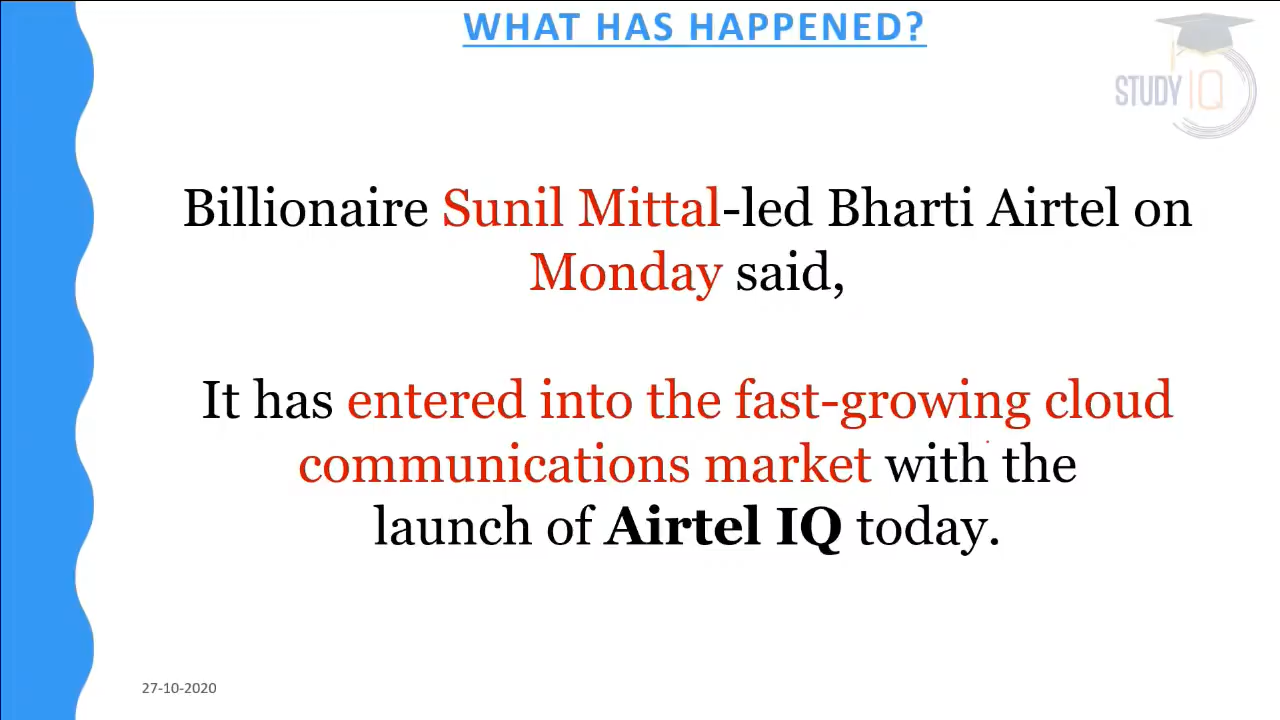 WHAT HAS HAPPENED?
STUDY IQ
Billionaire Sunil Mittal-led Bharti Airtel on
Monday said,
It has entered into the fast-growing cloud
communications market with the
launch of Airtel IQ today.
27-10-2020